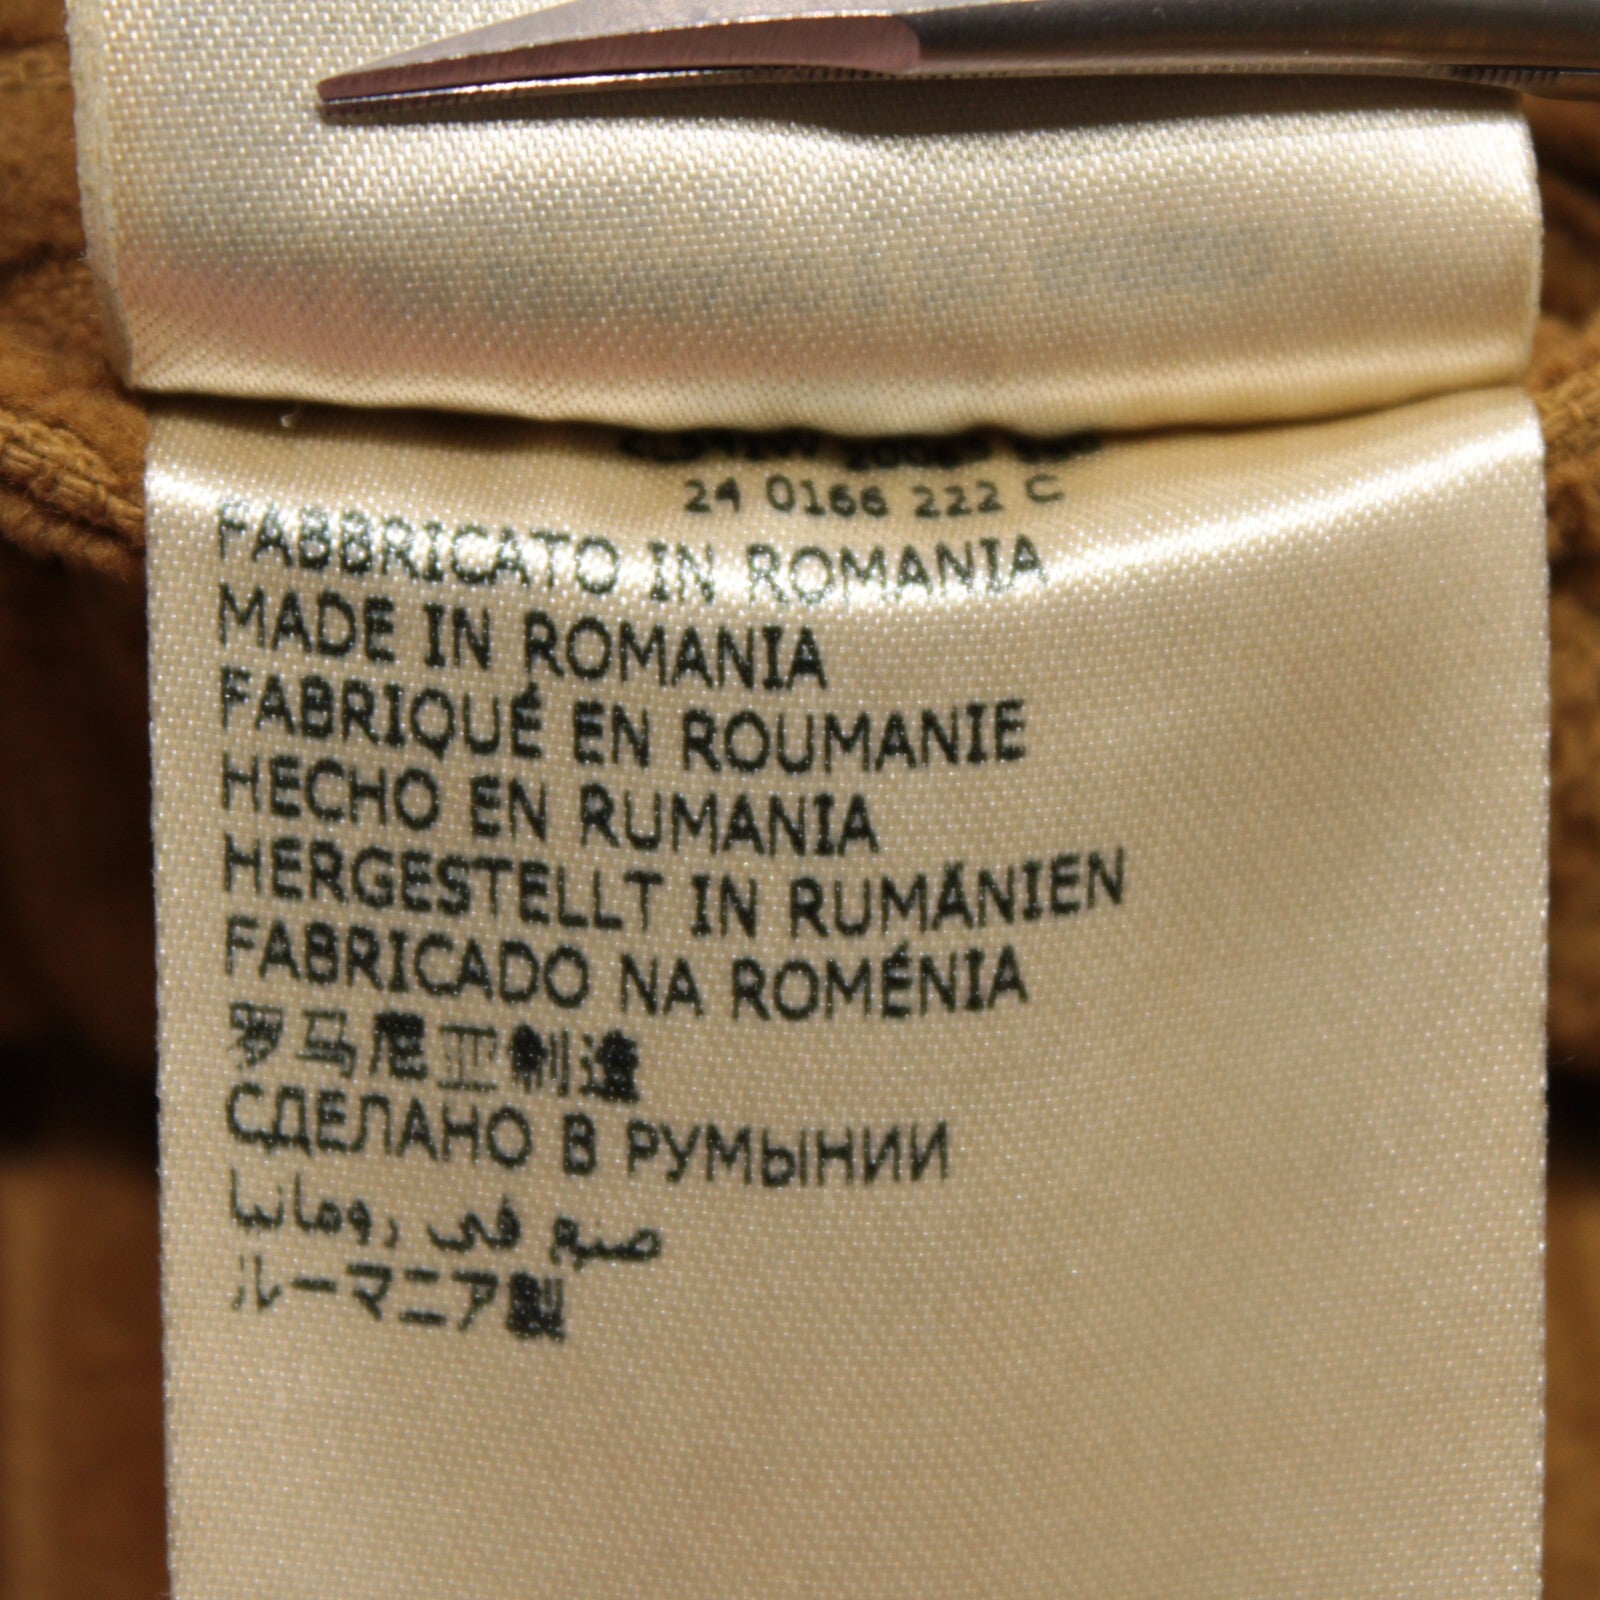 24 0166 222 C
FABBRICATO IN ROMANIA
MADE IN ROMANIA
FABRIQUÉ EN ROUMANIE
HECHO EN RUMANIA
HERGESTELLT IN RUMÄNIEN
FABRICADO NA ROMÉNIA
罗马尼亚制造
СДЕЛАНО В РУМЫНИИ
صنع في رومانيا
ルーマニア製